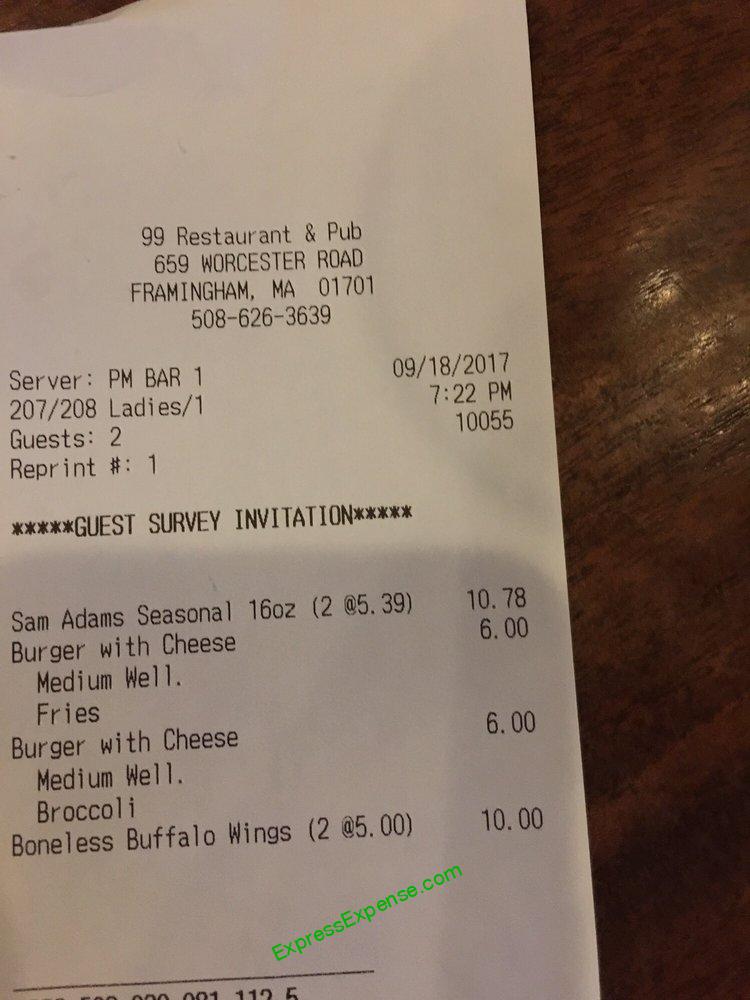 99 Restaurant & Pub
659 WORCESTER ROAD
FRAMINGHAM, MA 01701
508-626-3639
Server: PM BAR 1 09/18/2017
207/208 Ladies/1 7:22 PM
Guests: 2 10055
Reprint #: 1
*****GUEST SURVEY INVITATION*****
Sam Adams Seasonal 16oz (2 @5.39) 10.78
Burger with Cheese 6.00
Medium Well.
Fries
Burger with Cheese 6.00
Medium Well.
Broccoli
Boneless Buffalo Wings (2 @5.00) 10.00
ExpressExpense.com